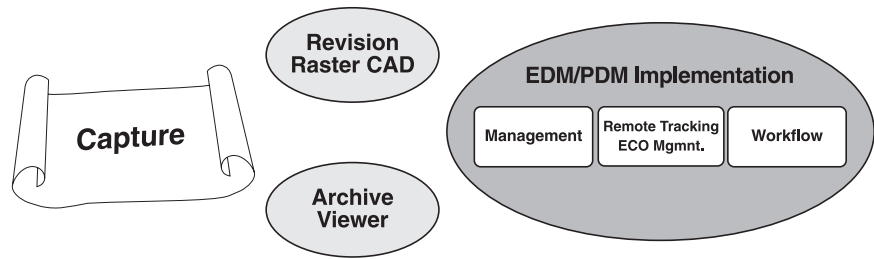 Capture
Revision
Raster CAD
Archive
Viewer
EDM/PDM Implementation
Management
Remote Tracking
ECO Mgmnt.
Workflow